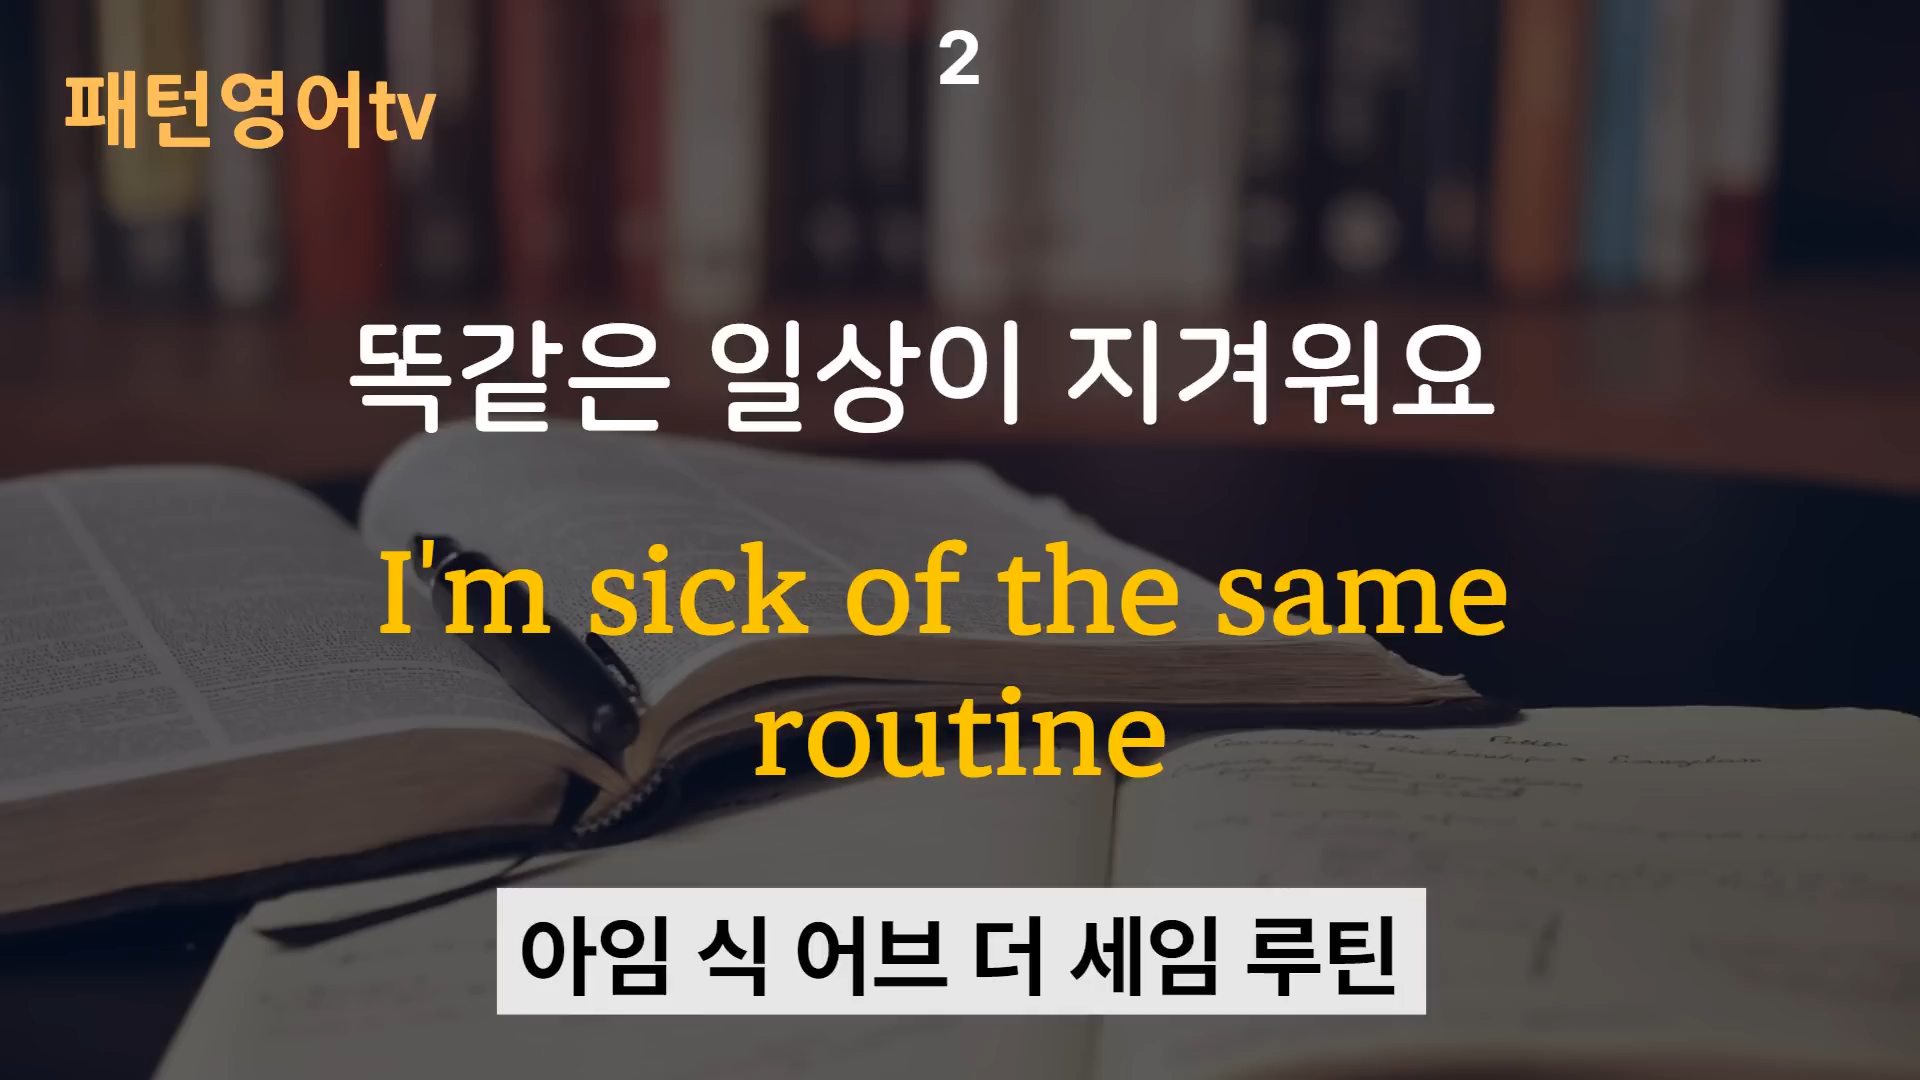 2
패턴영어tv
똑같은 일상이 지겨워요
I'm sick of the same
routine
아임 식 어브 더 세임 루틴